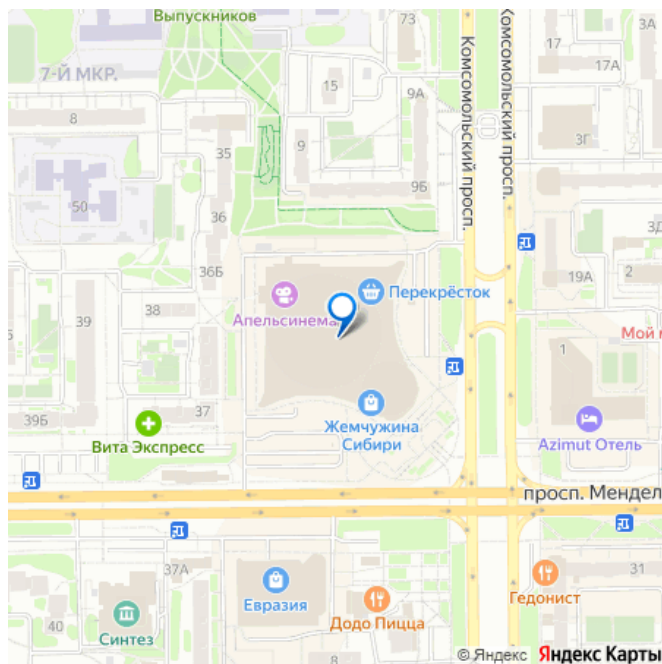 Выпускников
73
3А
17
17А
7-Й МКР.
15
9А
Комсомольский просп.
Комсомольский просп.
8
35
9
3Г
50
9Б
36
3Д
36Б
19А
2
Перекрёсток
38
Апельсинема
39
Мой м
1
39Б
37
Жемчужина
Сибири
Вита Экспресс
Azimut Отель
просп. Мендел
37А
31
Евразия
Гедонист
40
Синтез
Додо Пицца
© Яндекс Яндекс Карты